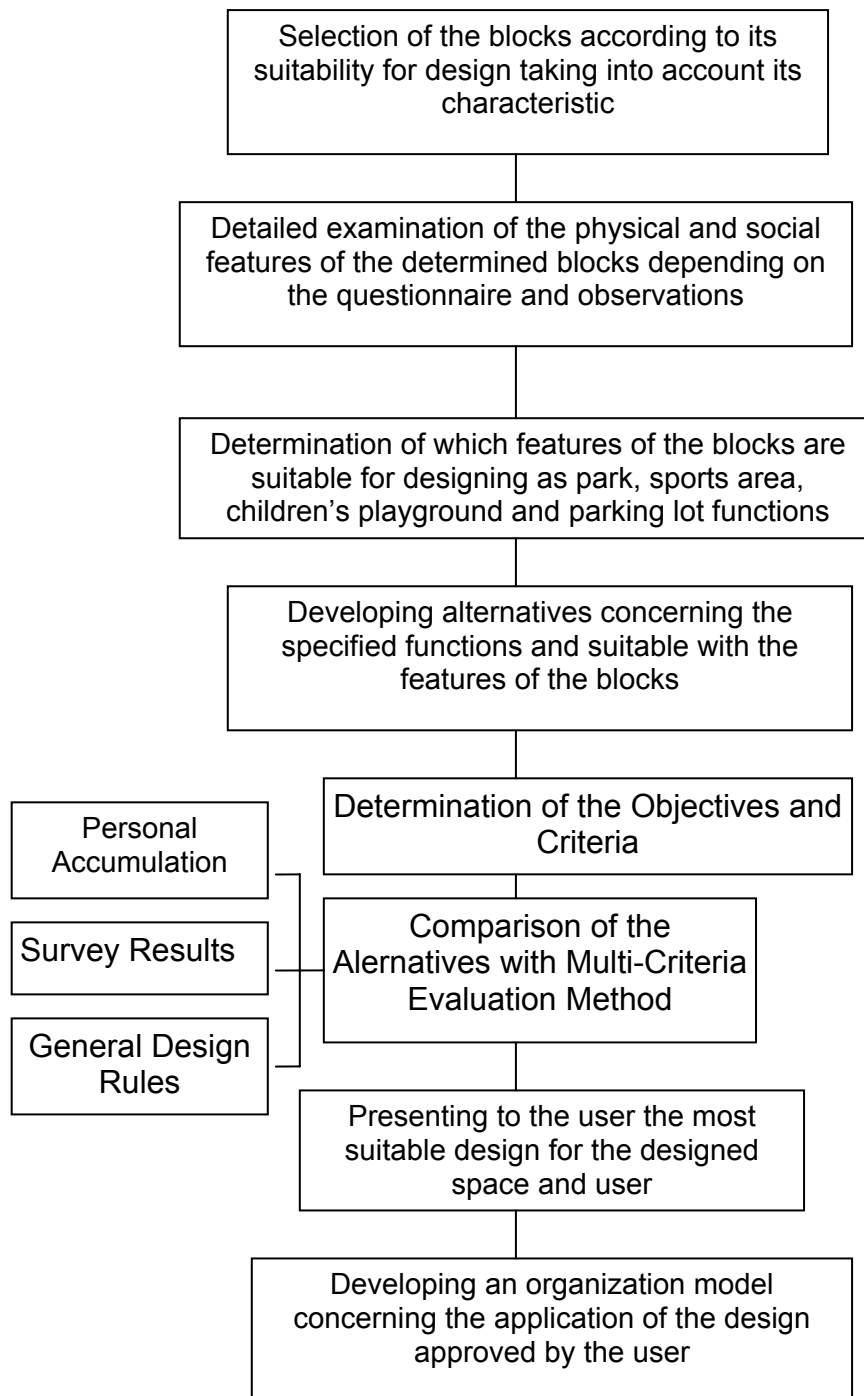 Selection of the blocks according to its
suitability for design taking into account its
characteristic
Detailed examination of the physical and social
features of the determined blocks depending on
the questionnaire and observations
Determination of which features of the blocks are
suitable for designing as park, sports area,
children’s playground and parking lot functions
Developing alternatives concerning the
specified functions and suitable with the
features of the blocks
Determination of the Objectives and
Criteria
Personal
Accumulation
Survey Results
General Design
Rules
Comparison of the
Alernatives with Multi-Criteria
Evaluation Method
Presenting to the user the most
suitable design for the designed
space and user
Developing an organization model
concerning the application of the design
approved by the user